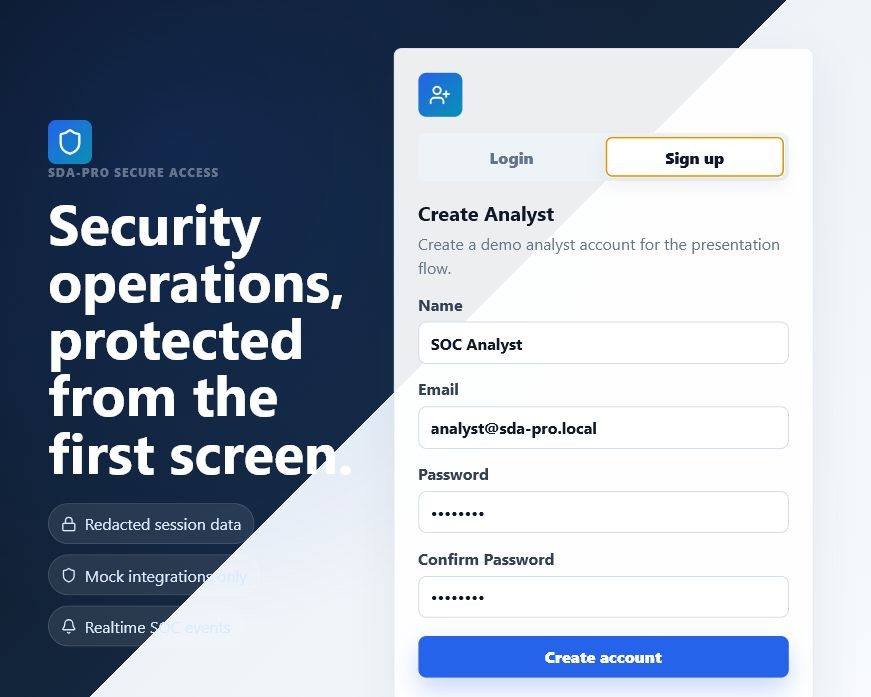 SDA-PRO SECURE ACCESS
Security
operations,
protected
from the
first screen.
Redacted session data
Mock integrations only
Realtime SOC events
Login
Sign up
Create Analyst
Create a demo analyst account for the presentation
flow.
Name
SOC Analyst
Email
analyst@sda-pro.local
Password
••••••••
Confirm Password
••••••••
Create account